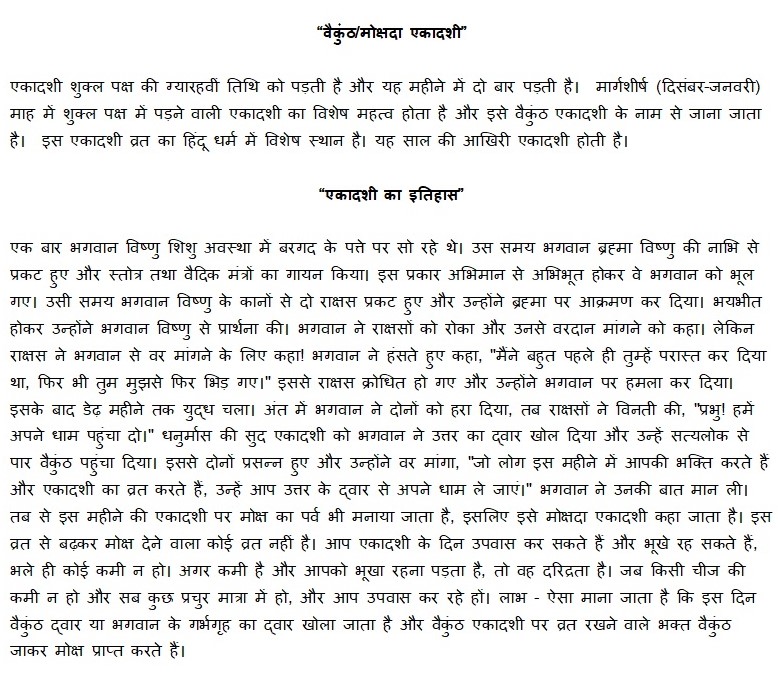 “वैकुंठ/मोक्षदा एकादशी”
एकादशी शुक्ल पक्ष की ग्यारहवीं तिथि को पड़ती है और यह महीने में दो बार पड़ती है। मार्गशीर्ष (दिसंबर-जनवरी)
माह में शुक्ल पक्ष में पड़ने वाली एकादशी का विशेष महत्व होता है और इसे वैकुंठ एकादशी के नाम से जाना जाता
है। इस एकादशी व्रत का हिंदू धर्म में विशेष स्थान है। यह साल की आखिरी एकादशी होती है।
“एकादशी का इतिहास”
एक बार भगवान विष्णु शिशु अवस्था में बरगद के पत्ते पर सो रहे थे। उस समय भगवान ब्रह्मा विष्णु की नाभि से
प्रकट हुए और स्तोत्र तथा वैदिक मंत्रों का गायन किया। इस प्रकार अभिमान से अभिभूत होकर वे भगवान को भूल
गए। उसी समय भगवान विष्णु के कानों से दो राक्षस प्रकट हुए और उन्होंने ब्रह्मा पर आक्रमण कर दिया। भयभीत
होकर उन्होंने भगवान विष्णु से प्रार्थना की। भगवान ने राक्षसों को रोका और उनसे वरदान मांगने को कहा। लेकिन
राक्षस ने भगवान से वर मांगने के लिए कहा! भगवान ने हंसते हुए कहा, "मैंने बहुत पहले ही तुम्हें परास्त कर दिया
था, फिर भी तुम मुझसे फिर भिड़ गए।" इससे राक्षस क्रोधित हो गए और उन्होंने भगवान पर हमला कर दिया।
इसके बाद डेढ़ महीने तक युद्ध चला। अंत में भगवान ने दोनों को हरा दिया, तब राक्षसों ने विनती की, "प्रभु! हमें
अपने धाम पहुंचा दो।" धनुर्मास की सुद एकादशी को भगवान ने उत्तर का द्वार खोल दिया और उन्हें सत्यलोक से
पार वैकुंठ पहुंचा दिया। इससे दोनों प्रसन्न हुए और उन्होंने वर मांगा, "जो लोग इस महीने में आपकी भक्ति करते हैं
और एकादशी का व्रत करते हैं, उन्हें आप उत्तर के द्वार से अपने धाम ले जाएं।" भगवान ने उनकी बात मान ली।
तब से इस महीने की एकादशी पर मोक्ष का पर्व भी मनाया जाता है, इसलिए इसे मोक्षदा एकादशी कहा जाता है। इस
व्रत से बढ़कर मोक्ष देने वाला कोई व्रत नहीं है। आप एकादशी के दिन उपवास कर सकते हैं और भूखे रह सकते हैं,
भले ही कोई कमी न हो। अगर कमी है और आपको भूखा रहना पड़ता है, तो वह दरिद्रता है। जब किसी चीज की
कमी न हो और सब कुछ प्रचुर मात्रा में हो, और आप उपवास कर रहे हों। लाभ - ऐसा माना जाता है कि इस दिन
वैकुंठ द्वार या भगवान के गर्भगृह का द्वार खोला जाता है और वैकुंठ एकादशी पर व्रत रखने वाले भक्त वैकुंठ
जाकर मोक्ष प्राप्त करते हैं।